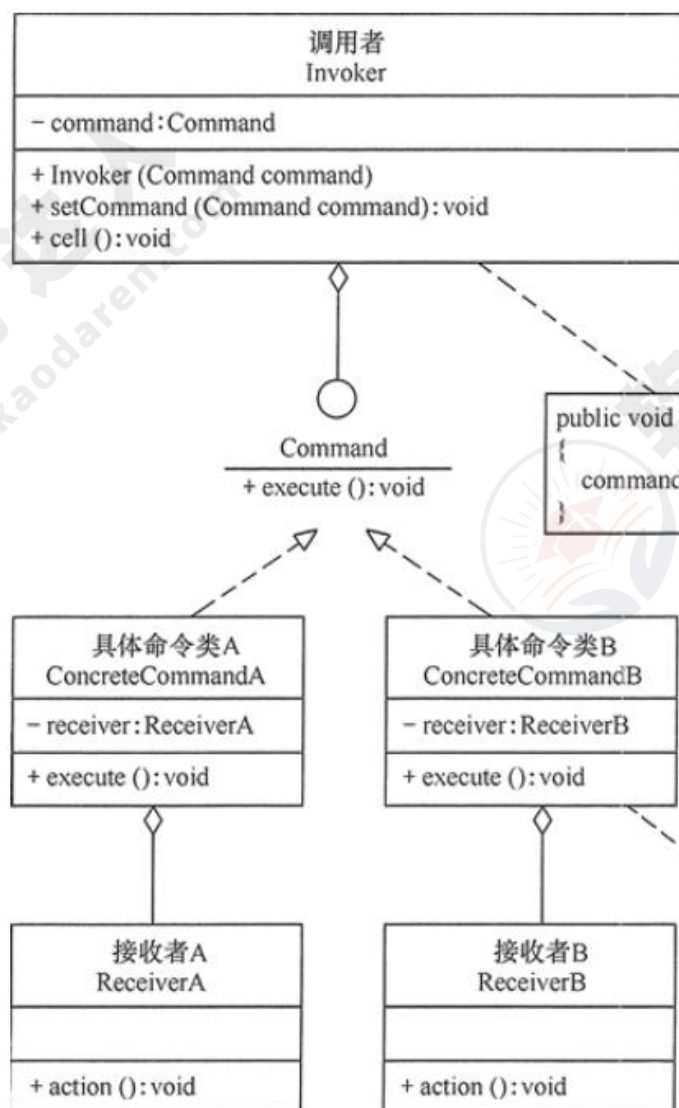 调用者
Invoker
– command:Command
+ Invoker (Command command)
+ setCommand (Command command): void
+ cell (): void
public void
{
command
}
Command
+ execute (): void
具体命令类A
ConcreteCommandA
– receiver:ReceiverA
+ execute (): void
具体命令类B
ConcreteCommandB
– receiver:ReceiverB
+ execute (): void
接收者A
ReceiverA
+ action (): void
接收者B
ReceiverB
+ action (): void